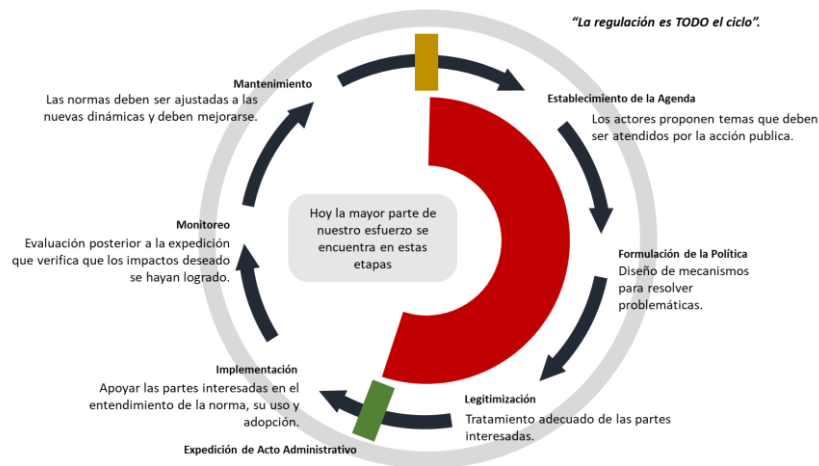 “La regulación es TODO el ciclo”.
Establecimiento de la Agenda
Los actores proponen temas que deben
ser atendidos por la acción publica.
Formulación de la Política
Diseño de mecanismos
para resolver
problemáticas.
Legitimización
Tratamiento adecuado de las partes
interesadas.
Expedición de Acto Administrativo
Implementación
Apoyar las partes interesadas en el
entendimiento de la norma, su uso y
adopción.
Monitoreo
Evaluación posterior a la expedición
que verifica que los impactos deseado
se hayan logrado.
Mantenimiento
Las normas deben ser ajustadas a las
nuevas dinámicas y deben mejorarse.
Hoy la mayor parte de
nuestro esfuerzo se
encuentra en estas
etapas